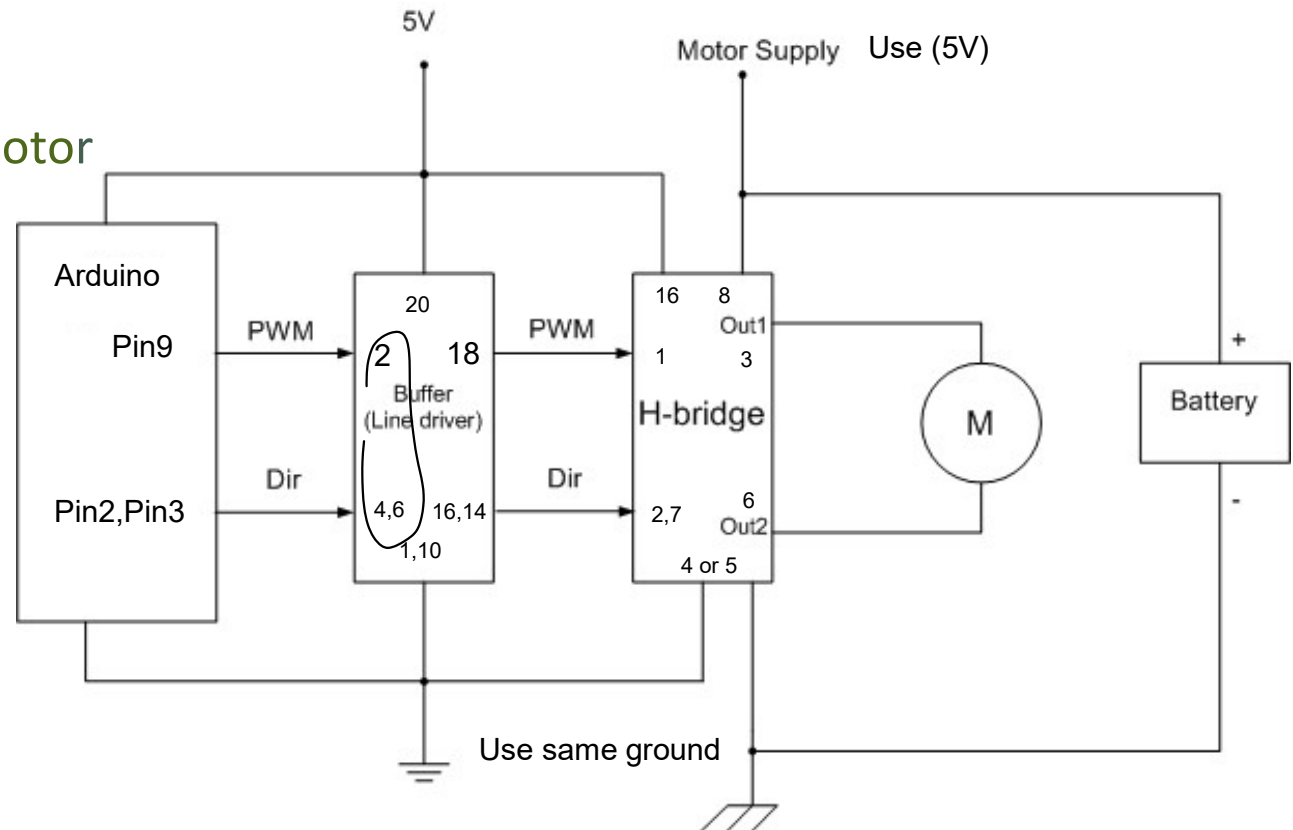 5V
Motor Supply Use (5V)
otor
Arduino
Pin9
PWM
Dir
Pin2,Pin3
20
2 18
Buffer
(Line driver)
4,6 16,14
1,10
PWM
Dir
16 8
Out1
1 3
H-bridge
6
2,7
Out2
4 or 5
M
+
Battery
-
Use same ground